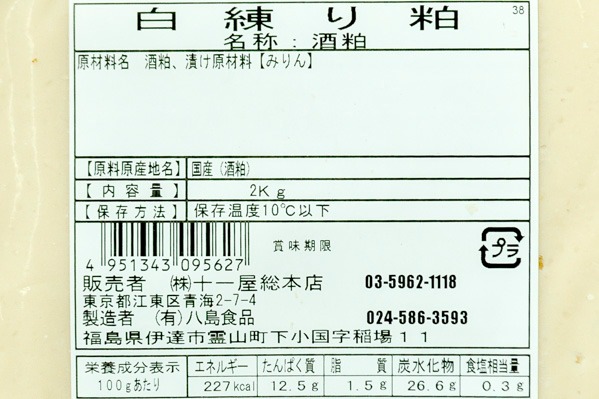 白練り粕
38
名称：酒粕
原材料名　酒粕、漬け原材料【みりん】
【原料原産地名】 国産（酒粕）
【内容量】 2Kg
【保存方法】 保存温度10℃以下
賞味期限
プラ
4 951343 095627
販売者　㈱十一屋総本店　03-5962-1118
東京都江東区青海2-7-4
製造者　（有）八島食品　024-586-3593
福島県伊達市霊山町下小国字稲場11
栄養成分表示 エネルギー たんぱく質 脂質 炭水化物 食塩相当量
100gあたり 227kcal 12.5g 1.5g 26.6g 0.3g